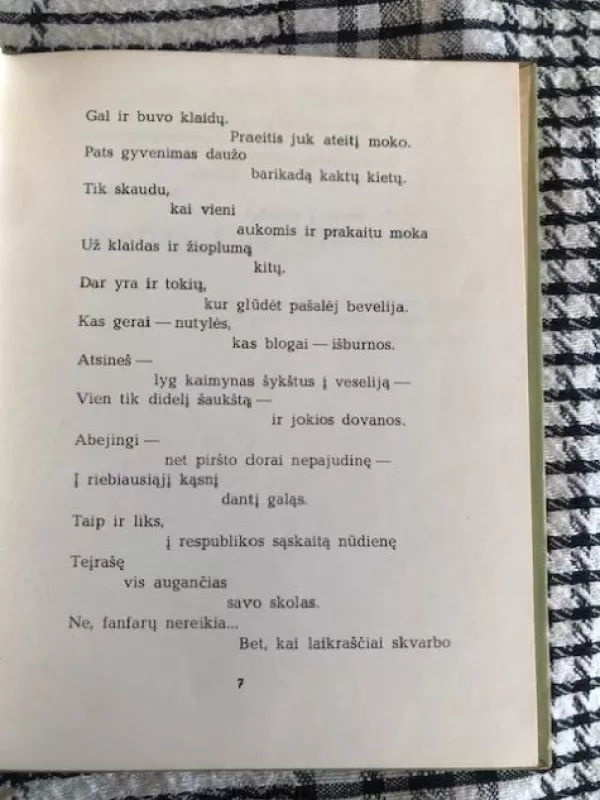 Gal ir buvo klaidų.
Praeitis juk ateitį moko.
Pats gyvenimas daužo
barikadą kaktų kietų.
Tik skaudu,
kai vieni
aukomis ir prakaitu moka
Už klaidas ir žioplumą
kitų.
Dar yra ir tokių,
kur glūdėt pašalėj bevelija.
Kas gerai — nutylės,
kas blogai — išburnos.
Atsineš —
lyg kaimynas šykštus į veseliją —
Vien tik didelį šaukštą —
ir jokios dovanos.
Abejingi —
net piršto dorai nepajudinę —
Į riebiausiąjį kąsnį
dantį galąs.
Taip ir liks,
į respublikos sąskaitą nūdienę
Teįrašę
vis augančias
savo skolas.
Ne, fanfarų nereikia...
Bet, kai laikraščiai skvarbo
7